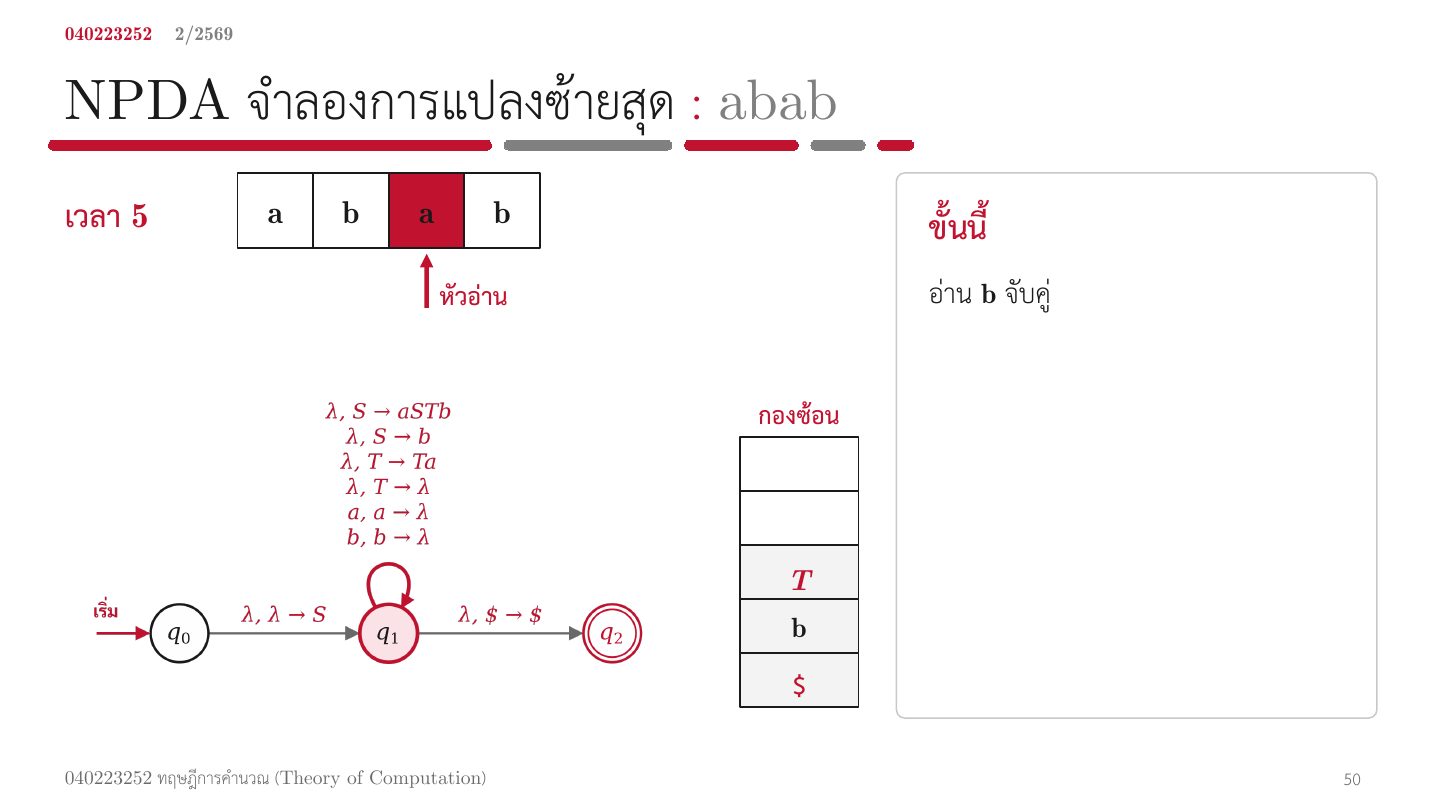 040223252 2/2569
NPDA จำลองการแปลงซ้ายสุด : abab
เวลา 5
a b a b
หัวอ่าน
ขั้นนี้
อ่าน b จับคู่
λ, S → aSTb
λ, S → b
λ, T → Ta
λ, T → λ
a, a → λ
b, b → λ
เริ่ม
q0
λ, λ → S
q1
λ, $ → $
q2
กองซ้อน
T
b
$
040223252 ทฤษฎีการคำนวณ (Theory of Computation)
50